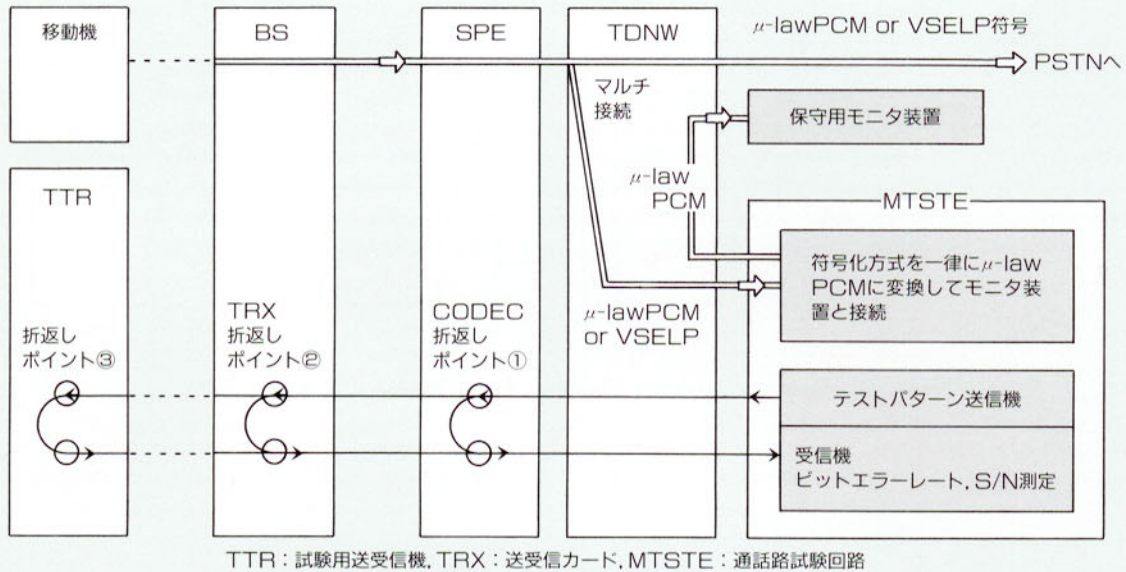 移動機
BS
SPE
TDNW
μ-lawPCM or VSELP符号
PSTNへ
マルチ
接続
保守用モニタ装置
μ-law
PCM
TTR
MTSTE
符号化方式を一律にμ-law
PCMに変換してモニタ装
置と接続
TRX
折返し
ポイント②
CODEC
折返し
ポイント①
μ-lawPCM
or VSELP
折返し
ポイント③
テストパターン送信機
受信機
ビットエラーレート, S/N測定
TTR：試験用送受信機, TRX：送受信カード, MTSTE：通話路試験回路